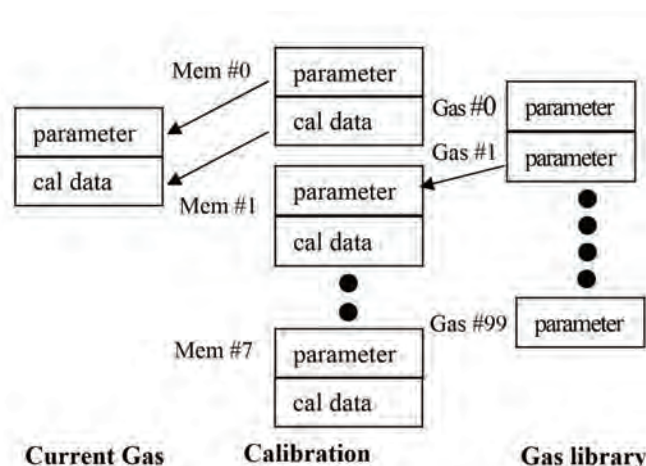 Mem #0
parameter
cal data
Gas #0
parameter
parameter
cal data
Gas #1
parameter
Mem #1
parameter
cal data
Mem #7
parameter
cal data
Gas #99
parameter
Current Gas
Calibration
Gas library